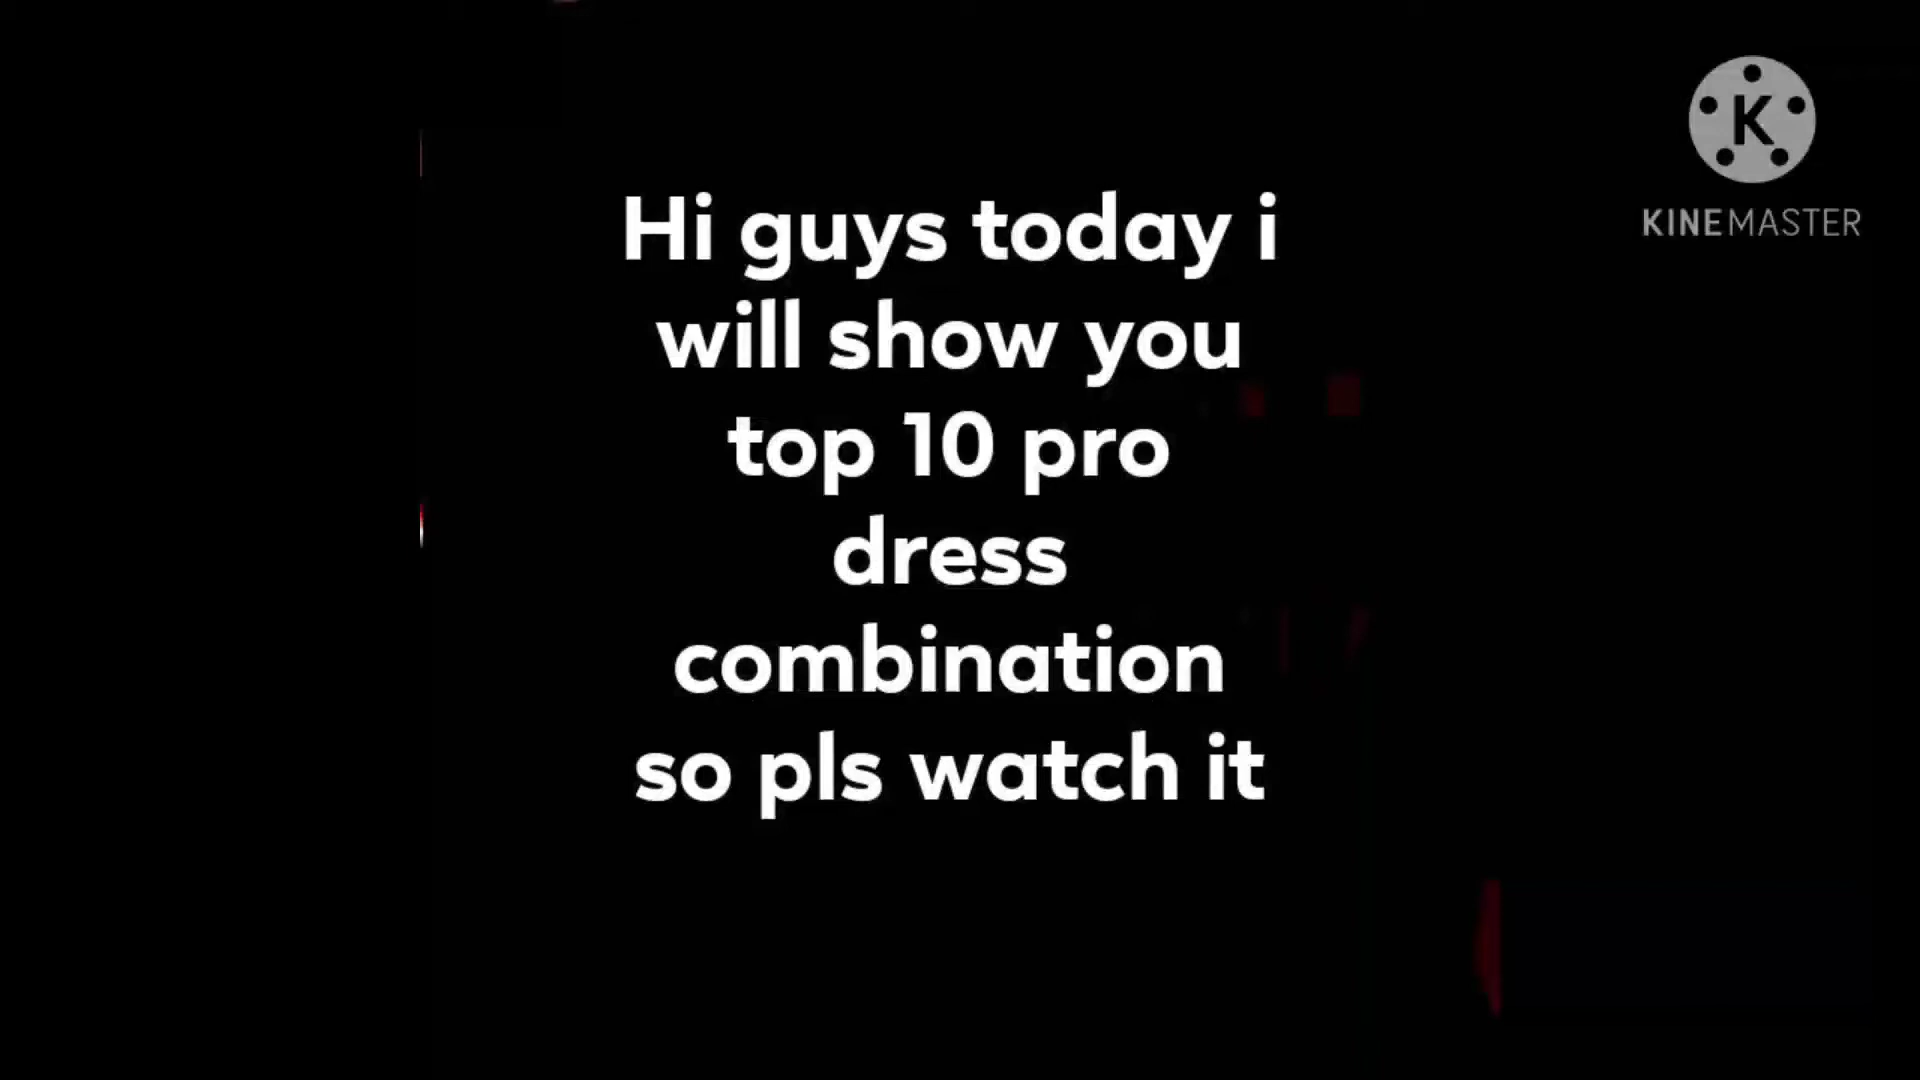 Hi guys today i
will show you
top 10 pro
dress
combination
so pls watch it
K
KINEMASTER